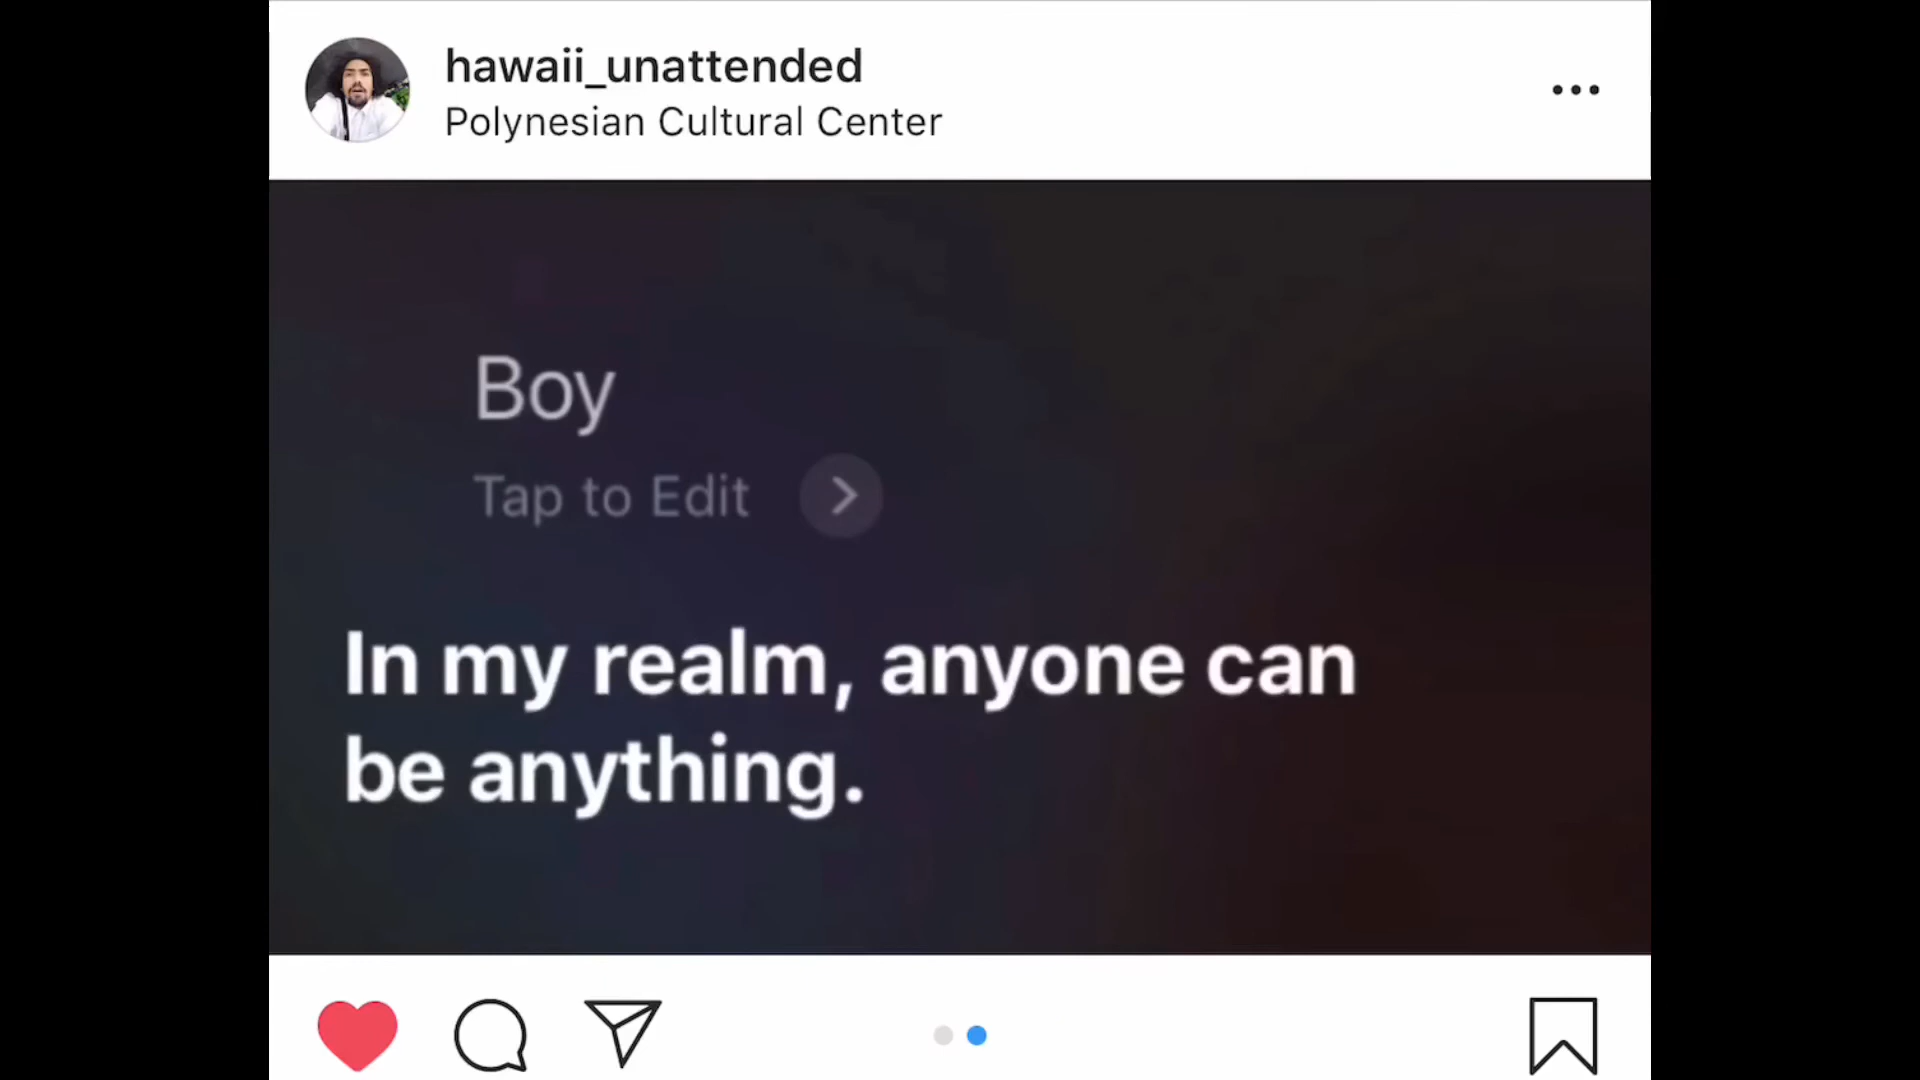 hawaii_unattended
Polynesian Cultural Center
Boy
Tap to Edit
In my realm, anyone can
be anything.